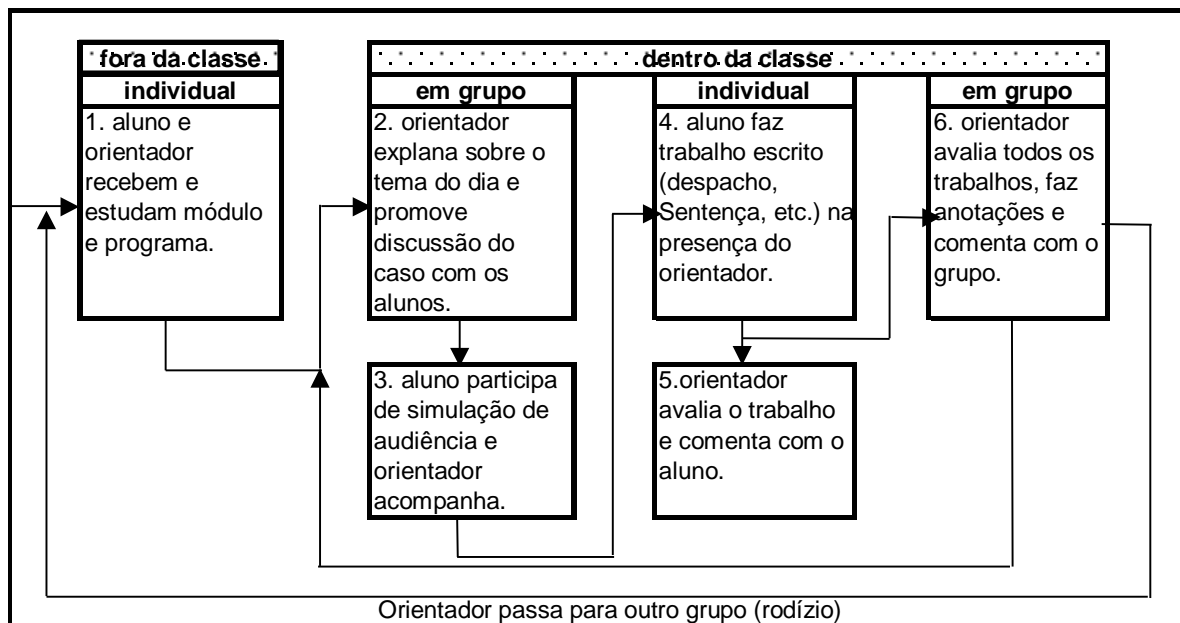 fora da classe
dentro da classe
individual
em grupo
individual
em grupo
1. aluno e
orientador
recebem e
estudam módulo
e programa.
2. orientador
explana sobre o
tema do dia e
promove
discussão do
caso com os
alunos.
4. aluno faz
trabalho escrito
(despacho,
Sentença, etc.) na
presença do
orientador.
6. orientador
avalia todos os
trabalhos, faz
anotações e
comenta com o
grupo.
3. aluno participa
de simulação de
audiência e
orientador
acompanha.
5.orientador
avalia o trabalho
e comenta com o
aluno.
Orientador passa para outro grupo (rodízio)